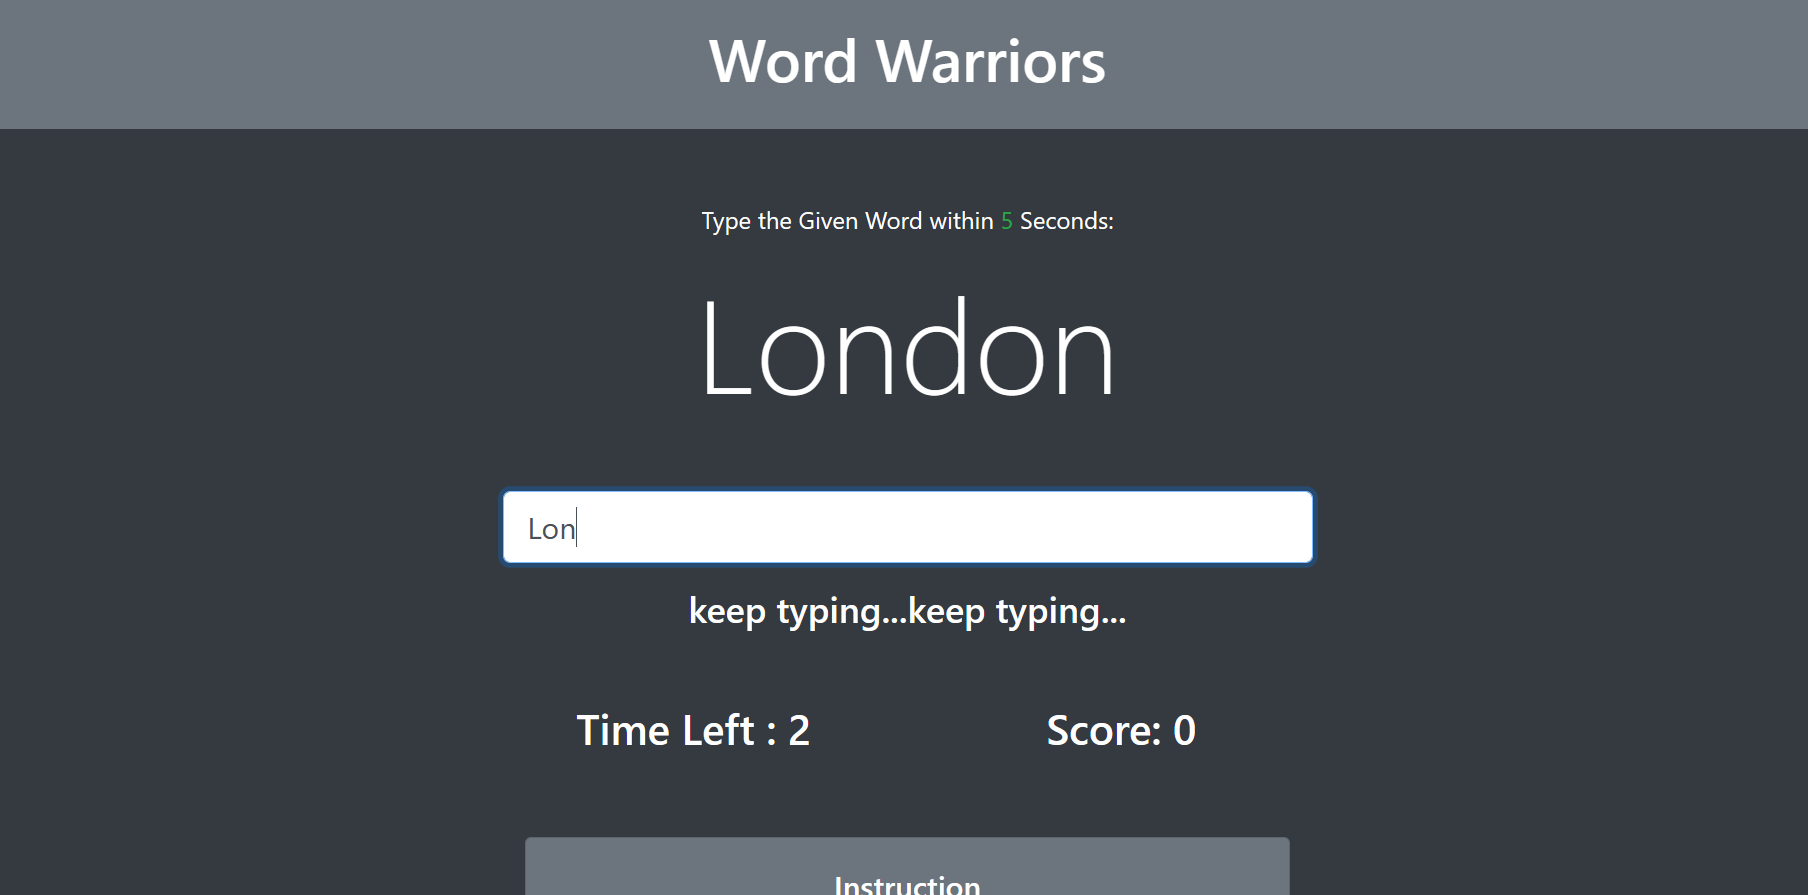 Word Warriors
Type the Given Word within 5 Seconds:
London
Lon
keep typing...keep typing...
Time Left : 2 Score: 0
Instruction